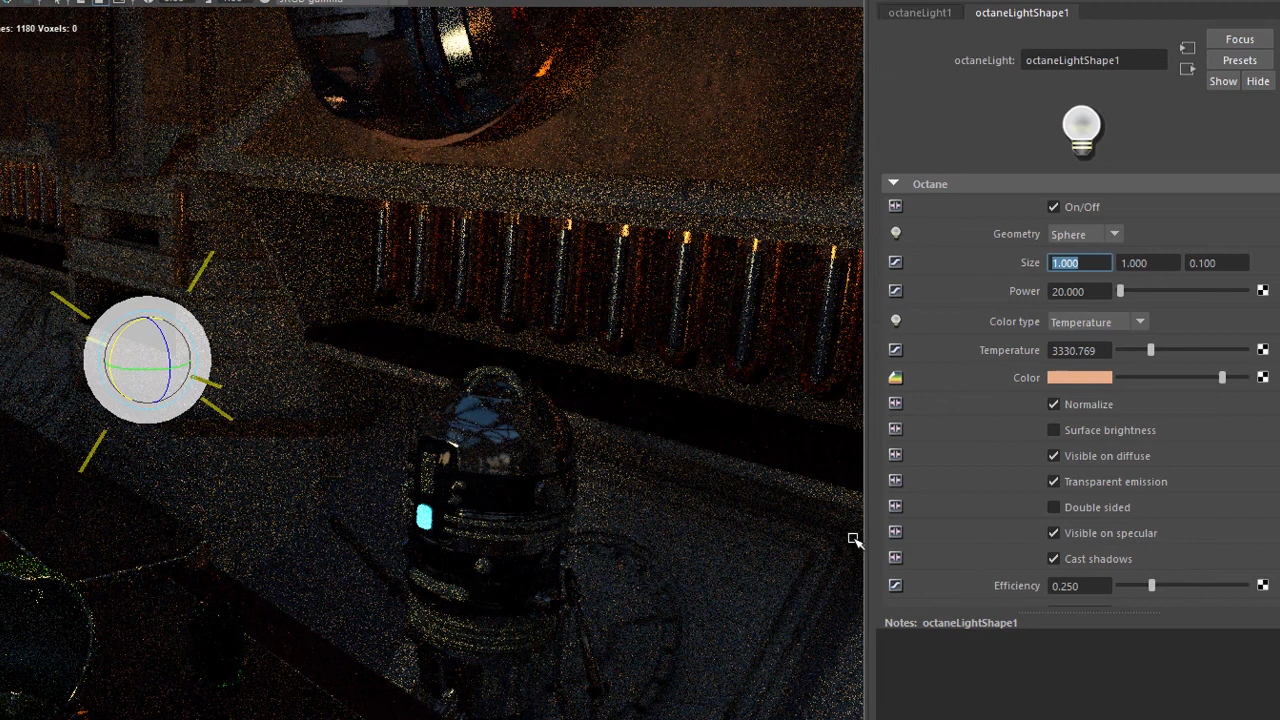 sRGB gamma
es: 1180 Voxels: 0
octaneLight1 octaneLightShape1
octaneLight: octaneLightShape1
Focus
Presets
Show Hide
Octane
On/Off
Geometry Sphere
Size 1.000 1.000 0.100
Power 20.000
Color type Temperature
Temperature 3330.769
Color
Normalize
Surface brightness
Visible on diffuse
Transparent emission
Double sided
Visible on specular
Cast shadows
Efficiency 0.250
Notes: octaneLightShape1